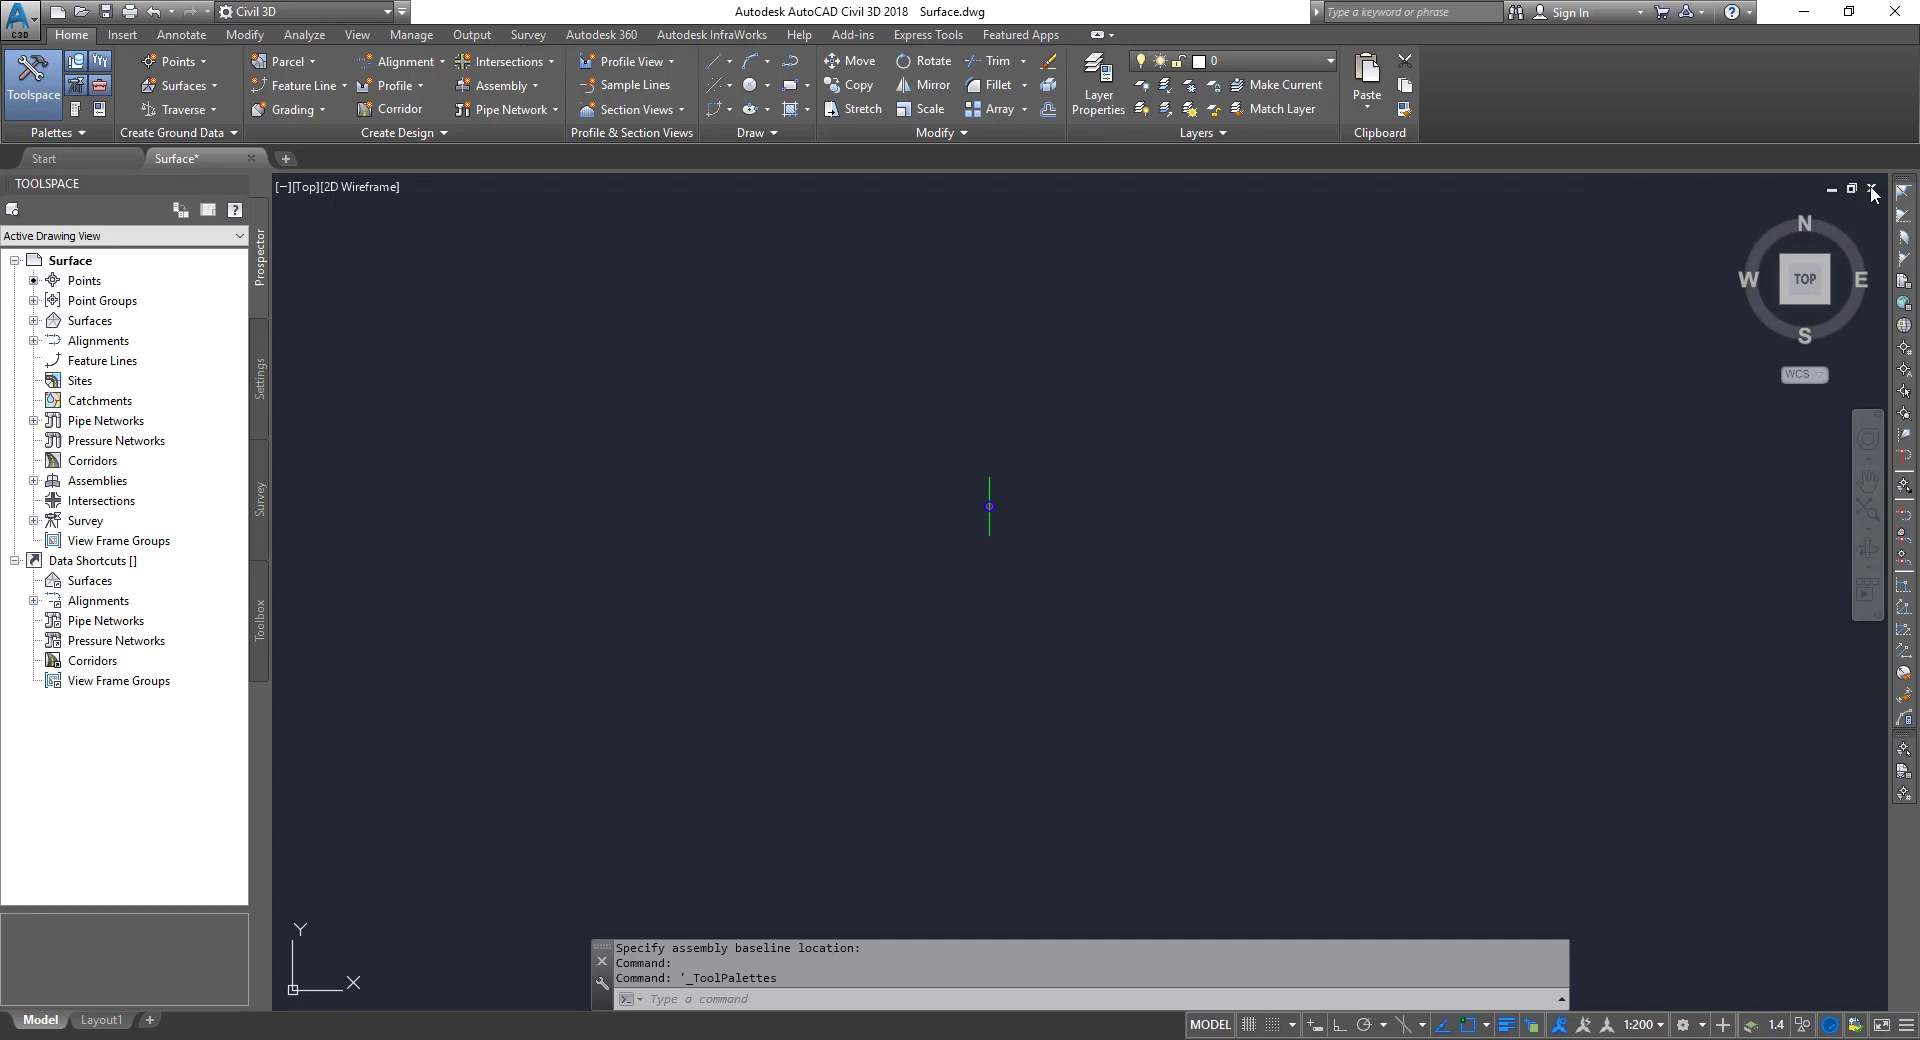 C3D
Civil 3D
Autodesk AutoCAD Civil 3D 2018 Surface.dwg
Type a keyword or phrase
Sign In
Home Insert Annotate Modify Analyze View Manage Output Survey Autodesk 360 Autodesk InfraWorks Help Add-ins Express Tools Featured Apps
Toolspace
Palettes
Points
Surfaces
Traverse
Create Ground Data
Parcel
Feature Line
Grading
Alignment
Profile
Corridor
Intersections
Assembly
Pipe Network
Create Design
Profile View
Sample Lines
Section Views
Profile & Section Views
Draw
Move
Copy
Stretch
Rotate
Mirror
Scale
Trim
Fillet
Array
Modify
Layer
Properties
0
Make Current
Match Layer
Layers
Paste
Clipboard
Start
Surface*
TOOLSPACE
Active Drawing View
Surface
Points
Point Groups
Surfaces
Alignments
Feature Lines
Sites
Catchments
Pipe Networks
Pressure Networks
Corridors
Assemblies
Intersections
Survey
View Frame Groups
Data Shortcuts []
Surfaces
Alignments
Pipe Networks
Pressure Networks
Corridors
View Frame Groups
Prospector
Settings
Survey
Toolbox
[−][Top][2D Wireframe]
N
W
TOP
E
S
WCS
Y
X
Specify assembly baseline location:
Command:
Command: '_ToolPalettes
Type a command
Model
Layout1
MODEL
1:200
1.4